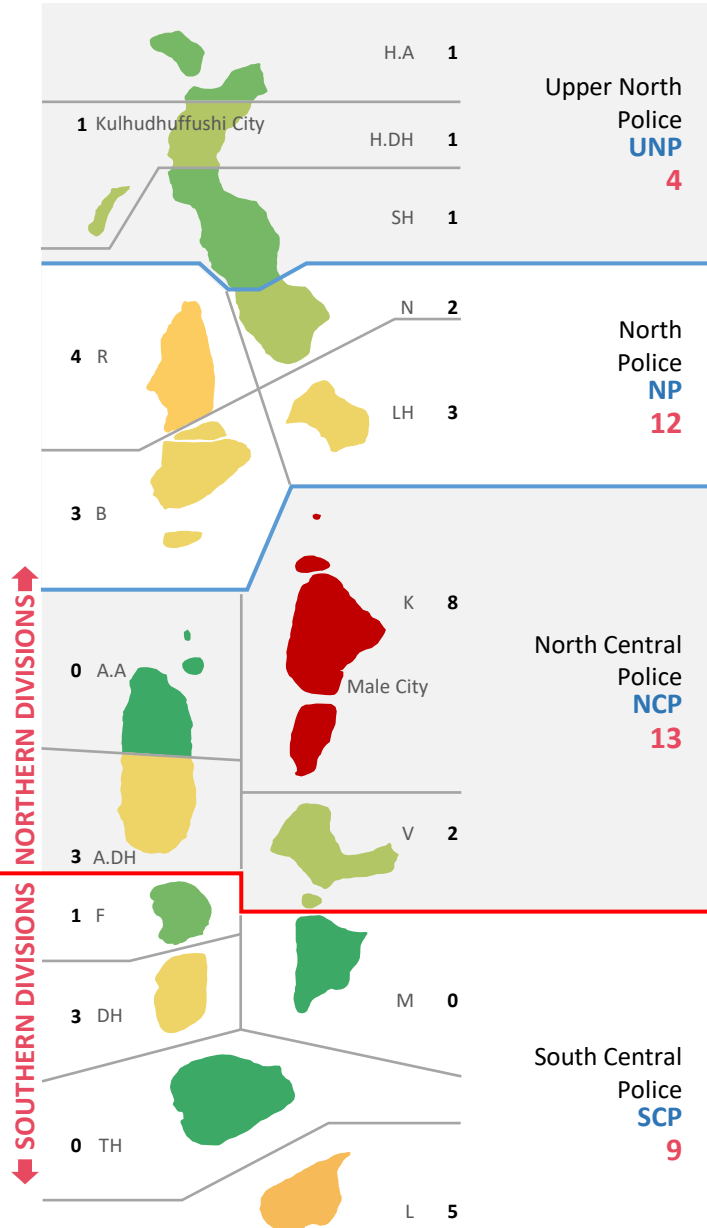 H.A 1
Upper North
Police
UNP
4
1 Kulhudhuffushi City
H.DH 1
SH 1
N 2
North
Police
NP
12
4 R
LH 3
3 B
NORTHERN DIVISIONS
K 8
Male City
North Central
Police
NCP
13
0 A.A
V 2
3 A.DH
SOUTHERN DIVISIONS
1 F
M 0
3 DH
South Central
Police
SCP
9
0 TH
L 5